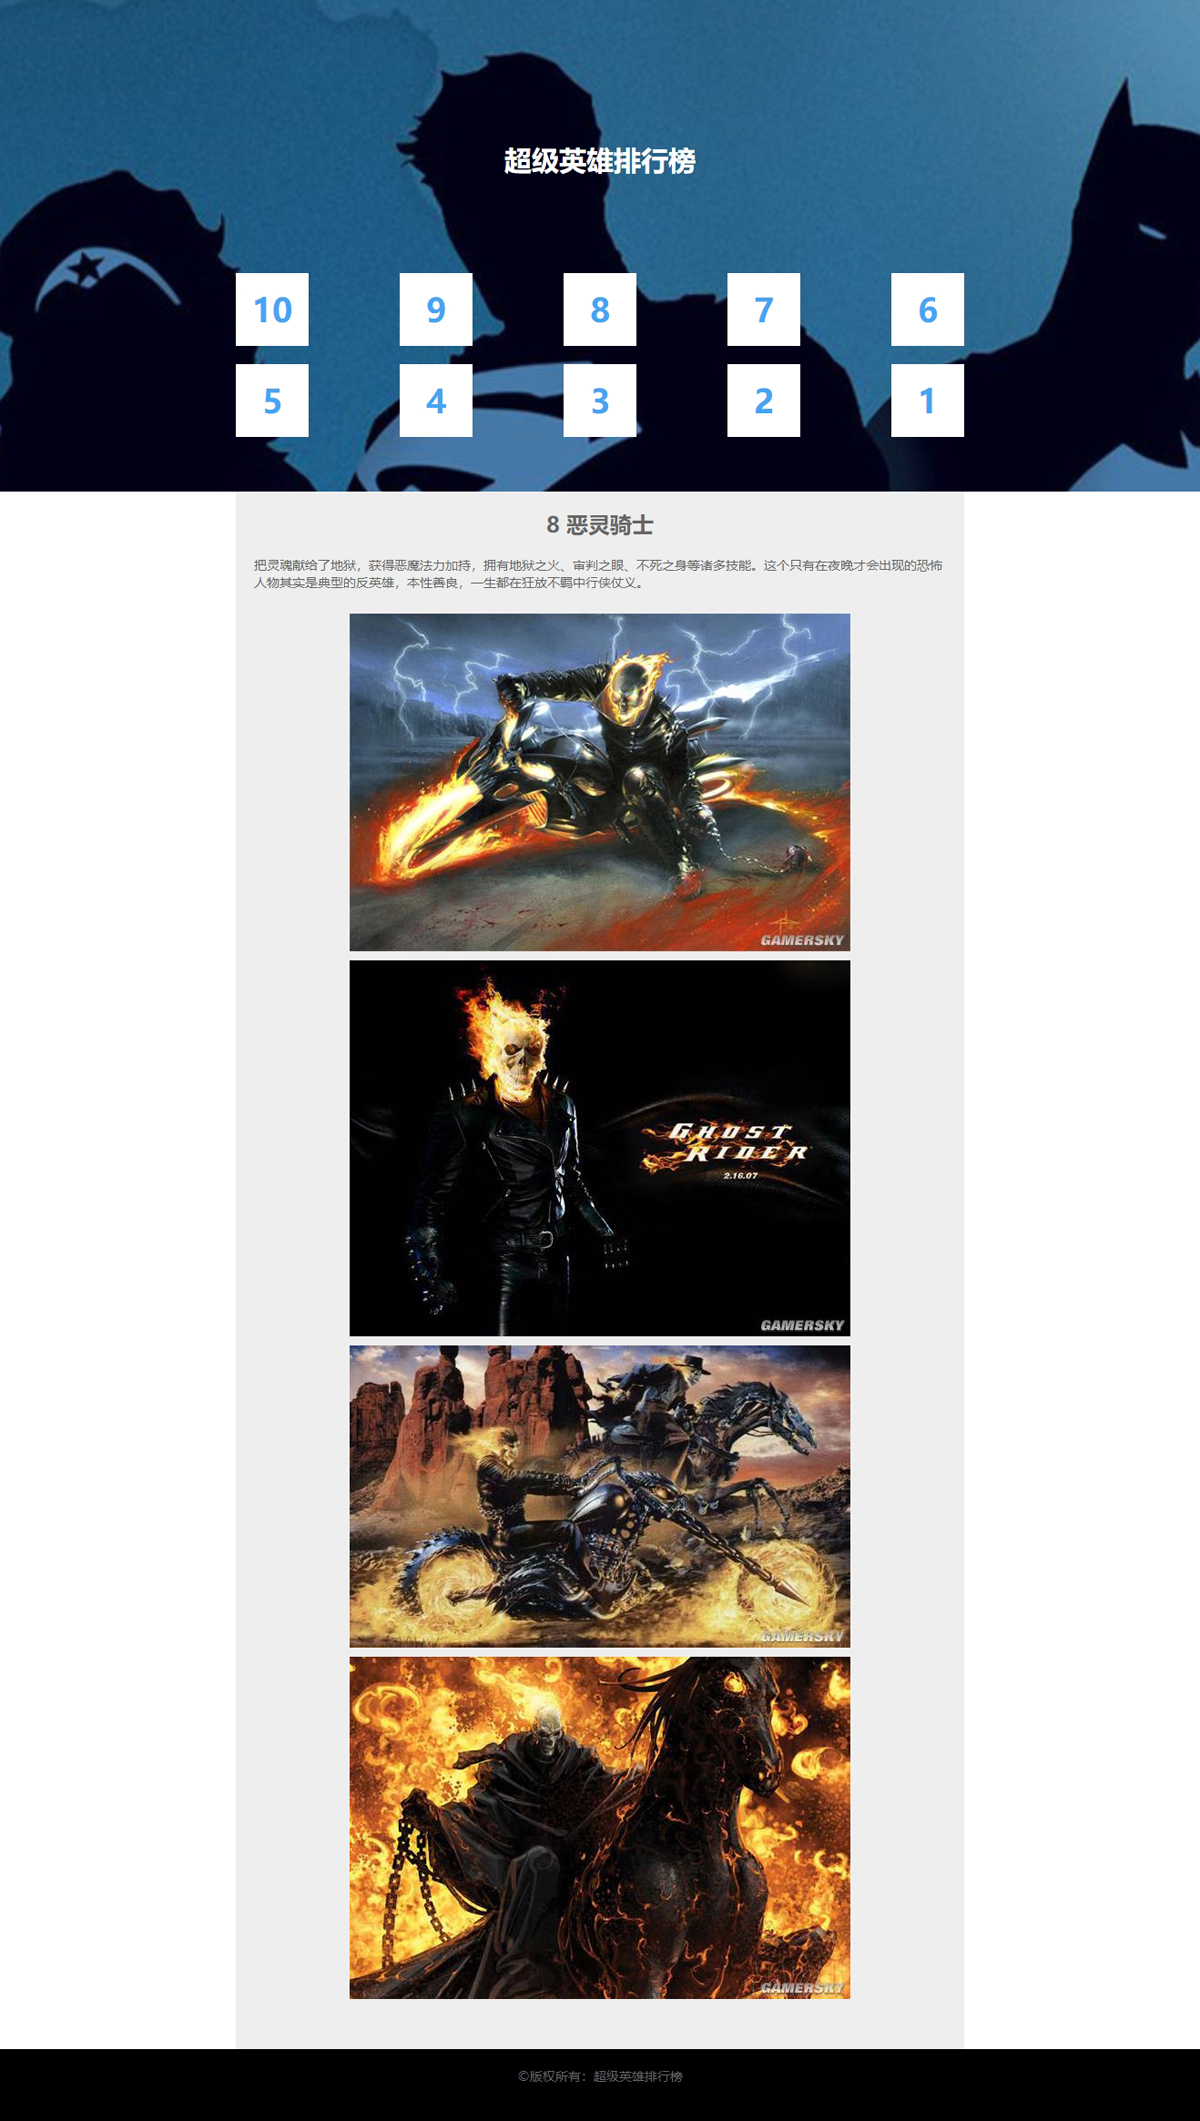 超级英雄排行榜
10 9 8 7 6
5 4 3 2 1
8 恶灵骑士
把灵魂献给了地狱，获得恶魔法力加持，拥有地狱之火、审判之眼、不死之身等诸多技能。这个只有在夜晚才会出现的恐怖
人物其实是典型的反英雄，本性善良，一生都在狂放不羁中行侠仗义。
GAMERSKY
GHOST
RIDER
2.16.07
GAMERSKY
GAMERSKY
GAMERSKY
©版权所有：超级英雄排行榜